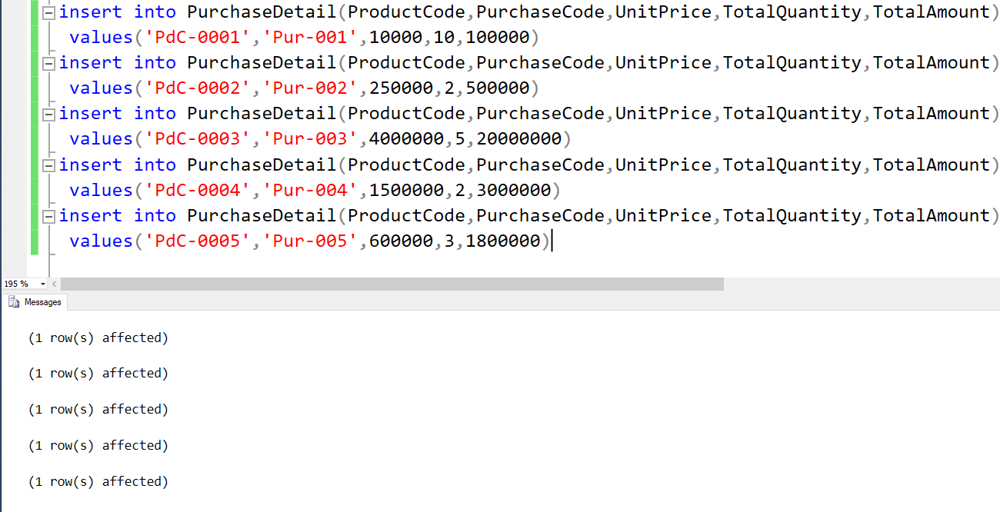 insert into PurchaseDetail(ProductCode,PurchaseCode,UnitPrice,TotalQuantity,TotalAmount)
values('PdC-0001','Pur-001',10000,10,100000)
insert into PurchaseDetail(ProductCode,PurchaseCode,UnitPrice,TotalQuantity,TotalAmount)
values('PdC-0002','Pur-002',250000,2,500000)
insert into PurchaseDetail(ProductCode,PurchaseCode,UnitPrice,TotalQuantity,TotalAmount)
values('PdC-0003','Pur-003',4000000,5,20000000)
insert into PurchaseDetail(ProductCode,PurchaseCode,UnitPrice,TotalQuantity,TotalAmount)
values('PdC-0004','Pur-004',1500000,2,3000000)
insert into PurchaseDetail(ProductCode,PurchaseCode,UnitPrice,TotalQuantity,TotalAmount)
values('PdC-0005','Pur-005',600000,3,1800000)
195 %
Messages
(1 row(s) affected)
(1 row(s) affected)
(1 row(s) affected)
(1 row(s) affected)
(1 row(s) affected)